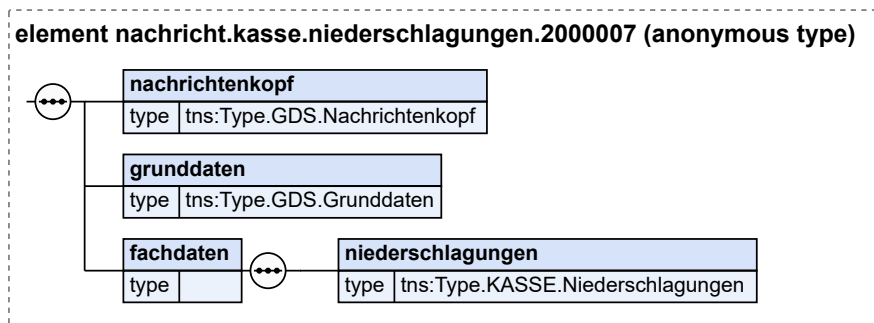 element nachricht.kasse.niederschlagungen.2000007 (anonymous type)
nachrichtenkopf
type tns:Type.GDS.Nachrichtenkopf
grunddaten
type tns:Type.GDS.Grunddaten
fachdaten
type
niederschlagungen
type tns:Type.KASSE.Niederschlagungen